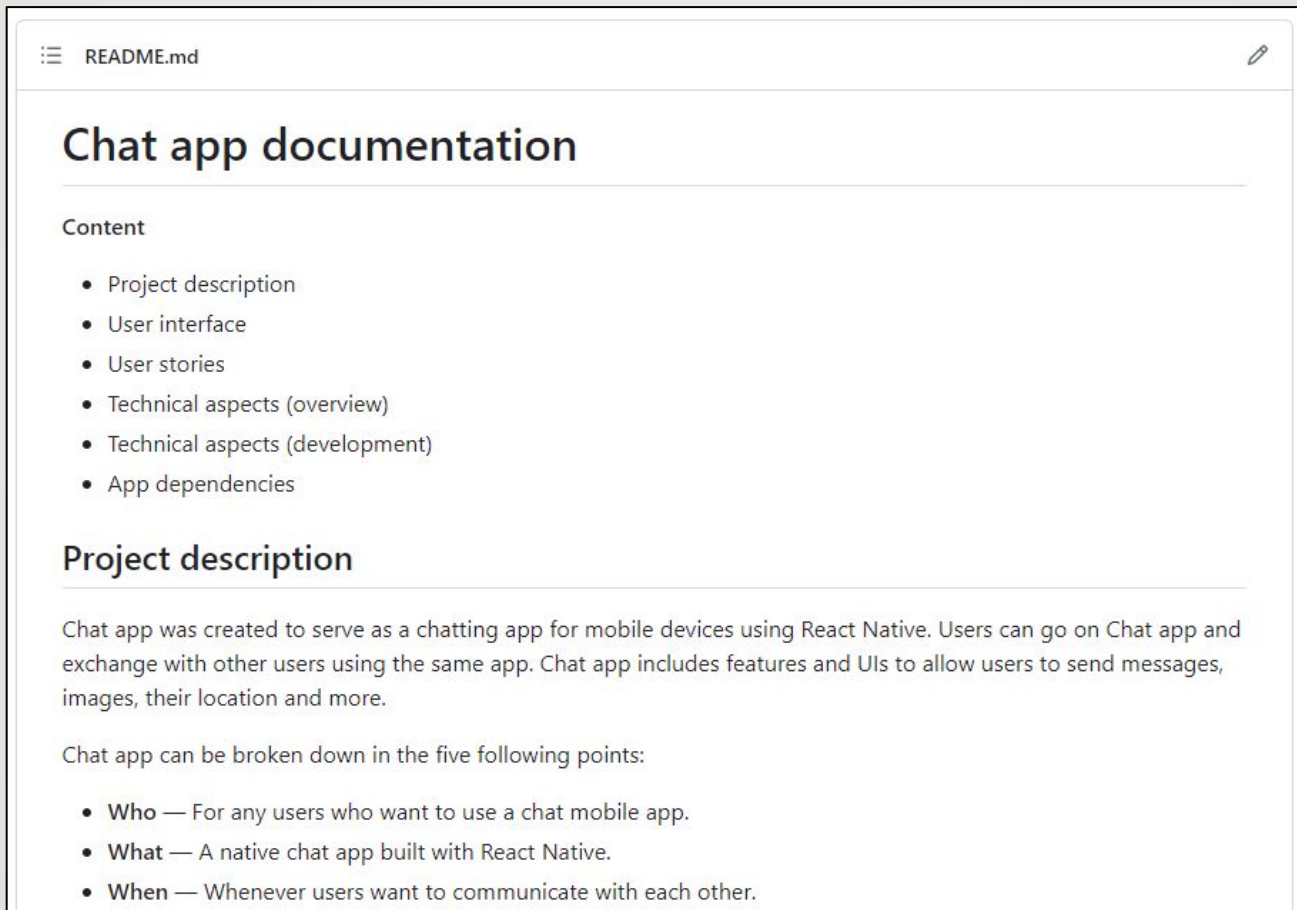 README.md
Chat app documentation
Content
• Project description
• User interface
• User stories
• Technical aspects (overview)
• Technical aspects (development)
• App dependencies
Project description
Chat app was created to serve as a chatting app for mobile devices using React Native. Users can go on Chat app and
exchange with other users using the same app. Chat app includes features and UIs to allow users to send messages,
images, their location and more.
Chat app can be broken down in the five following points:
• Who — For any users who want to use a chat mobile app.
• What — A native chat app built with React Native.
• When — Whenever users want to communicate with each other.